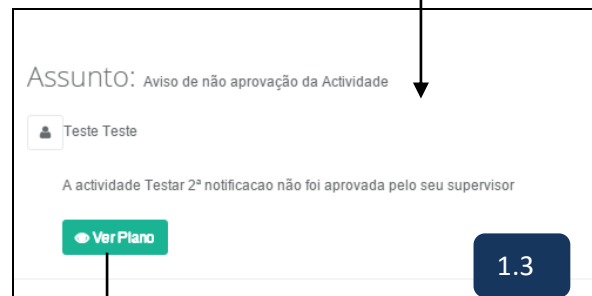 Assunto: Aviso de não aprovação da Actividade
Teste Teste
A actividade Testar 2ª notificacao não foi aprovada pelo seu supervisor
Ver Plano
1.3